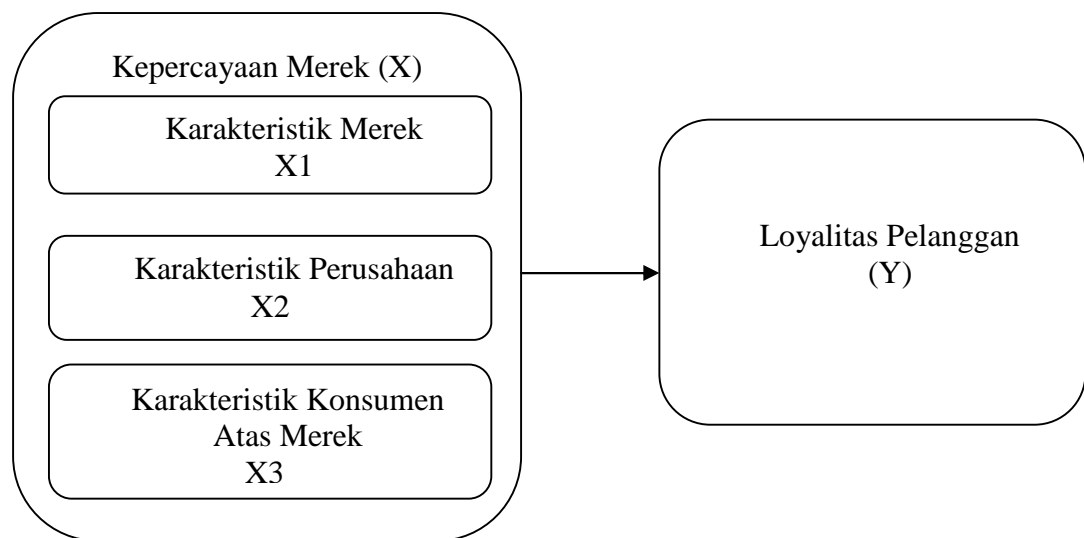 Kepercayaan Merek (X)
Karakteristik Merek
X1
Karakteristik Perusahaan
X2
Karakteristik Konsumen
Atas Merek
X3
Loyalitas Pelanggan
(Y)